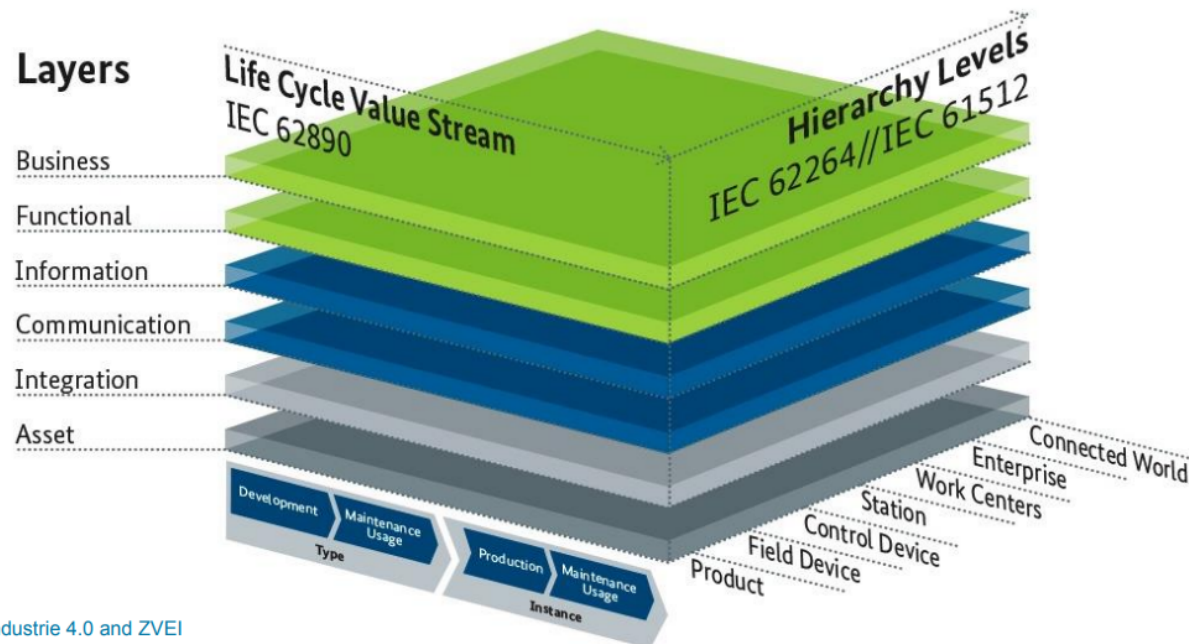 Layers
Life Cycle Value Stream
IEC 62890
Hierarchy Levels
IEC 62264//IEC 61512
Business
Functional
Information
Communication
Integration
Asset
Development
Maintenance
Usage
Type
Production
Maintenance
Usage
Instance
Product
Field Device
Control Device
Station
Work Centers
Enterprise
Connected World
ndustrie 4.0 and ZVEI